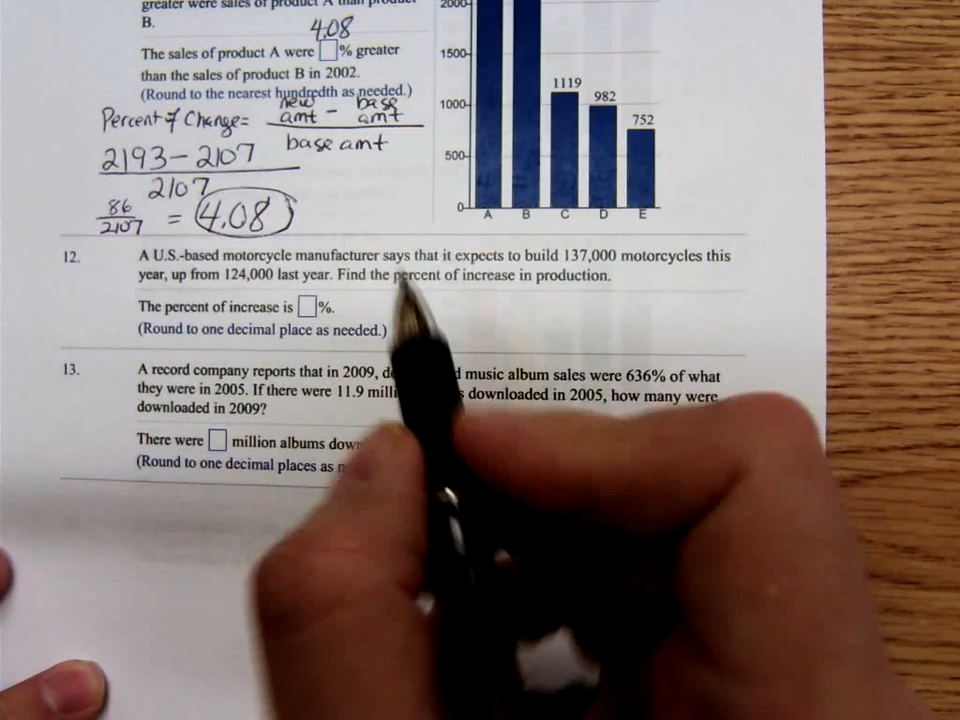 greater were sales of product A than product
B.
4.08
The sales of product A were % greater
than the sales of product B in 2002.
(Round to the nearest hundredth as needed.)
Percent of Change = new amt - base amt
base amt
2193 - 2107
2107
86
2107
= 4.08
2000
1500
1000
500
0
1119
982
752
A B C D E
12. A U.S.-based motorcycle manufacturer says that it expects to build 137,000 motorcycles this
year, up from 124,000 last year. Find the percent of increase in production.
The percent of increase is %.
(Round to one decimal place as needed.)
13. A record company reports that in 2009, music album sales were 636% of what
they were in 2005. If there were 11.9 downloaded in 2005, how many were
downloaded in 2009?
There were million albums
(Round to one decimal places as